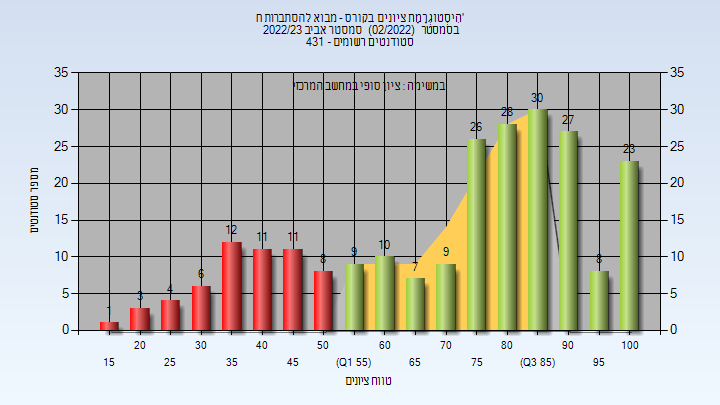 היסטוגרמת ציונים בקורס - מבוא להסתברות ח'
בסמסטר (02/2022) סמסטר אביב 2022/23
סטודנטים רשומים - 431
במשימה : ציון סופי במחשב המרכזי
35 35
30 30
25 25
20 20
15 15
10 10
5 5
0 0
1 3 4 6 12 11 11 8 9 10 7 9 26 28 30 27 8 23
מספר סטודנטים
20 30 40 50 60 70 80 90 100
15 25 35 45 (Q1 55) 65 75 (Q3 85) 95
טווח ציונים